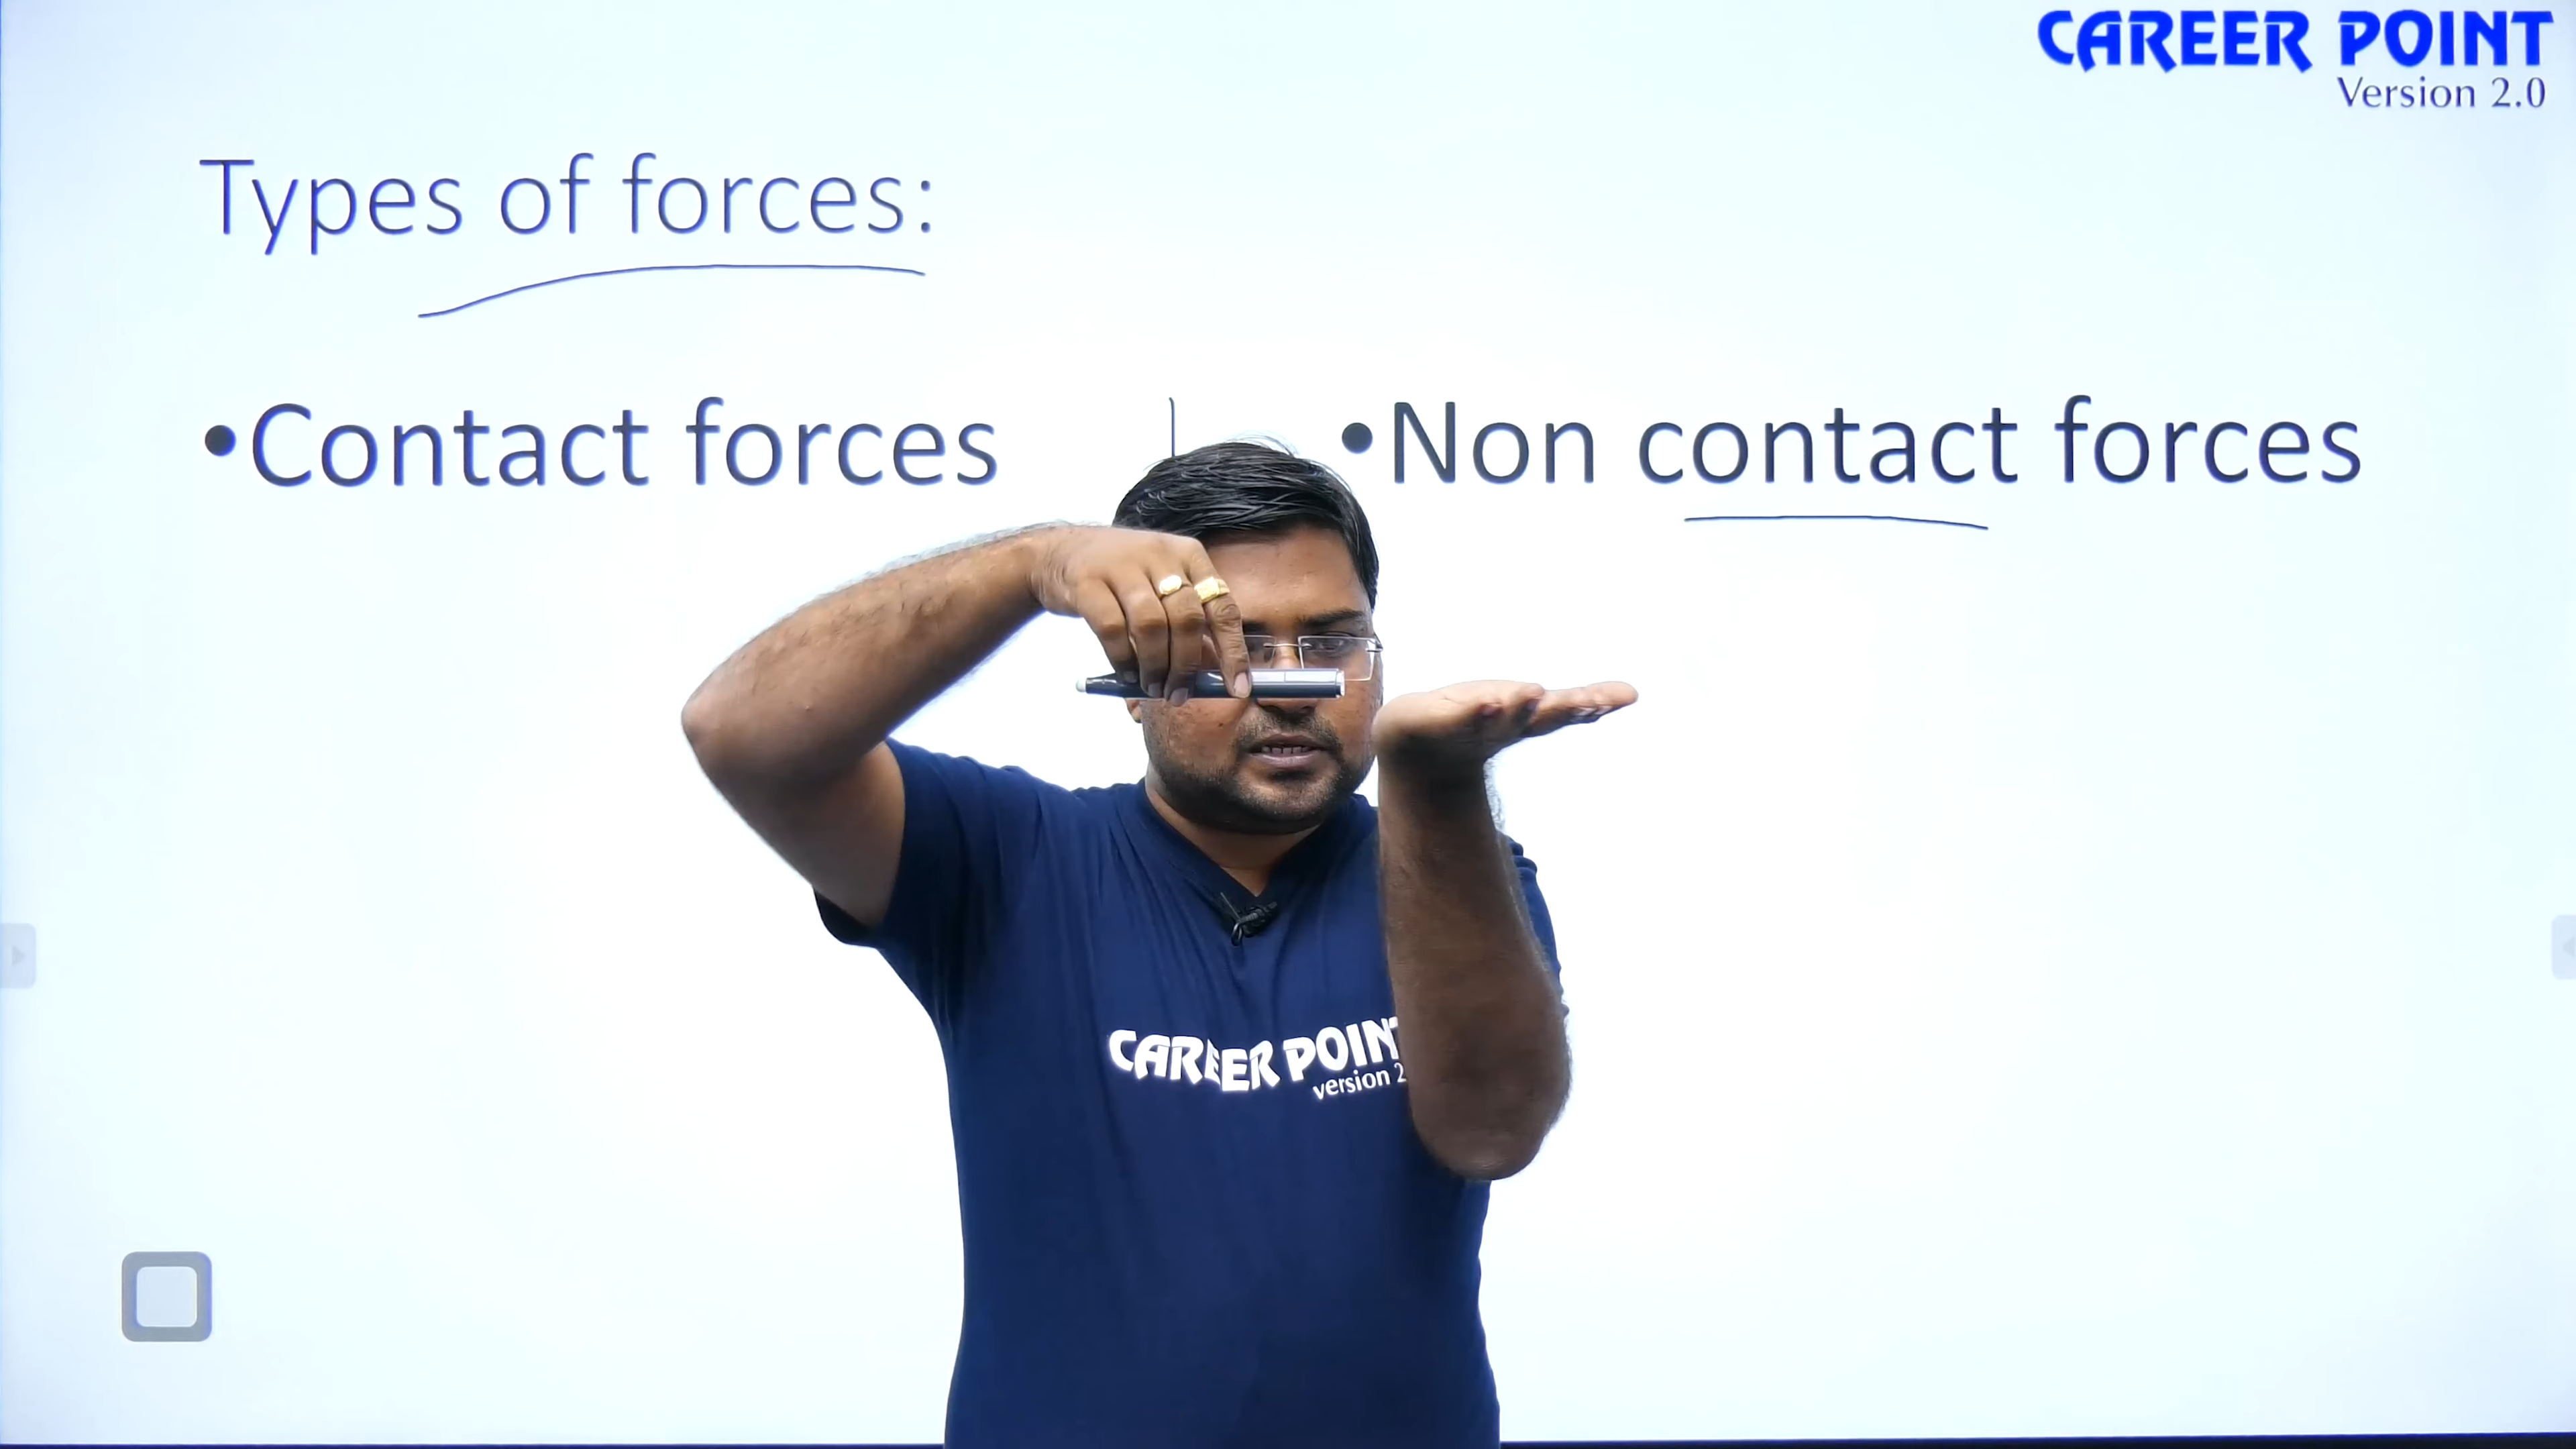 CAREER POINT
Version 2.0
Types of forces:
•Contact forces
•Non contact forces
CAREER POINT
version 2